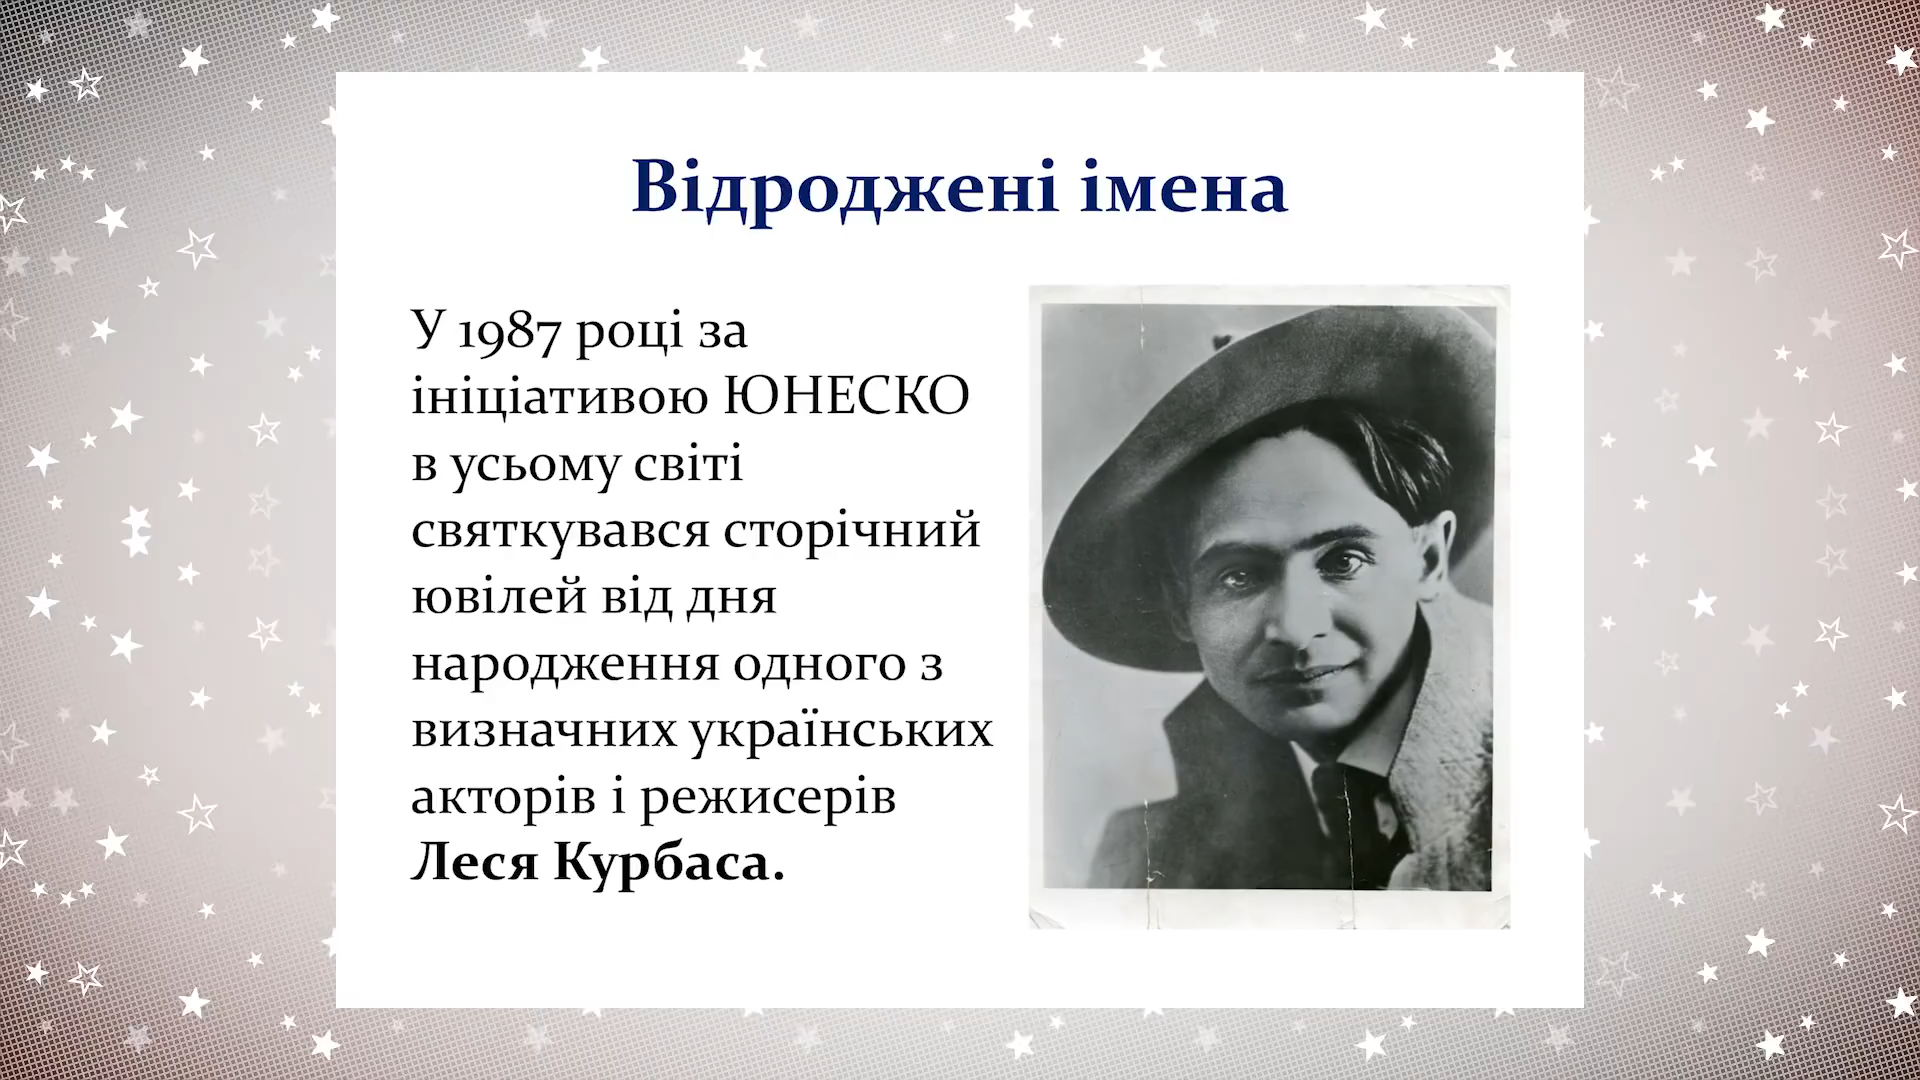 Відроджені імена
У 1987 році за
ініціативою ЮНЕСКО
в усьому світі
святкувався сторічний
ювілей від дня
народження одного з
визначних українських
акторів і режисерів
Леся Курбаса.